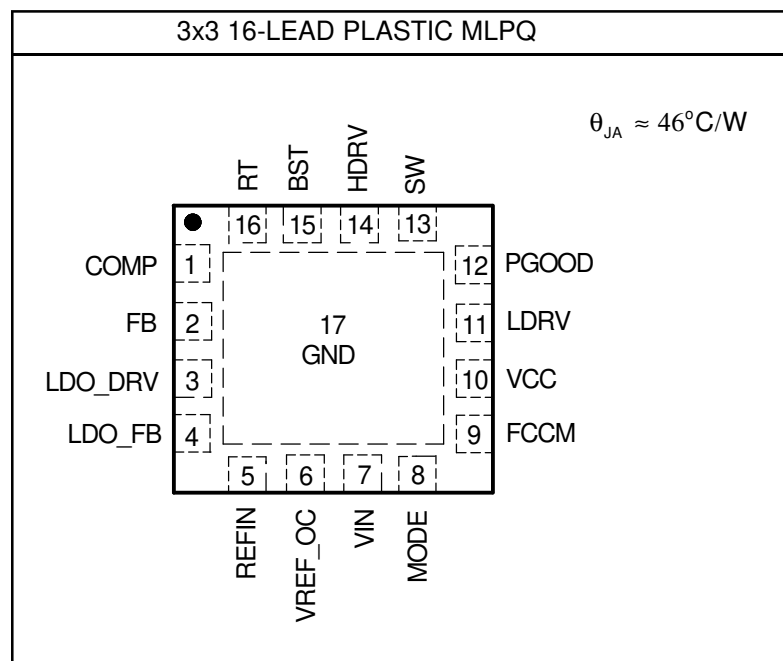 3x3 16-LEAD PLASTIC MLPQ
θJA ≈ 46°C/W
RT
BST
HDRV
SW
16
15
14
13
COMP 1
12 PGOOD
FB 2
17
GND
11 LDRV
LDO_DRV 3
10 VCC
LDO_FB 4
9 FCCM
5
6
7
8
REFIN
VREF_OC
VIN
MODE